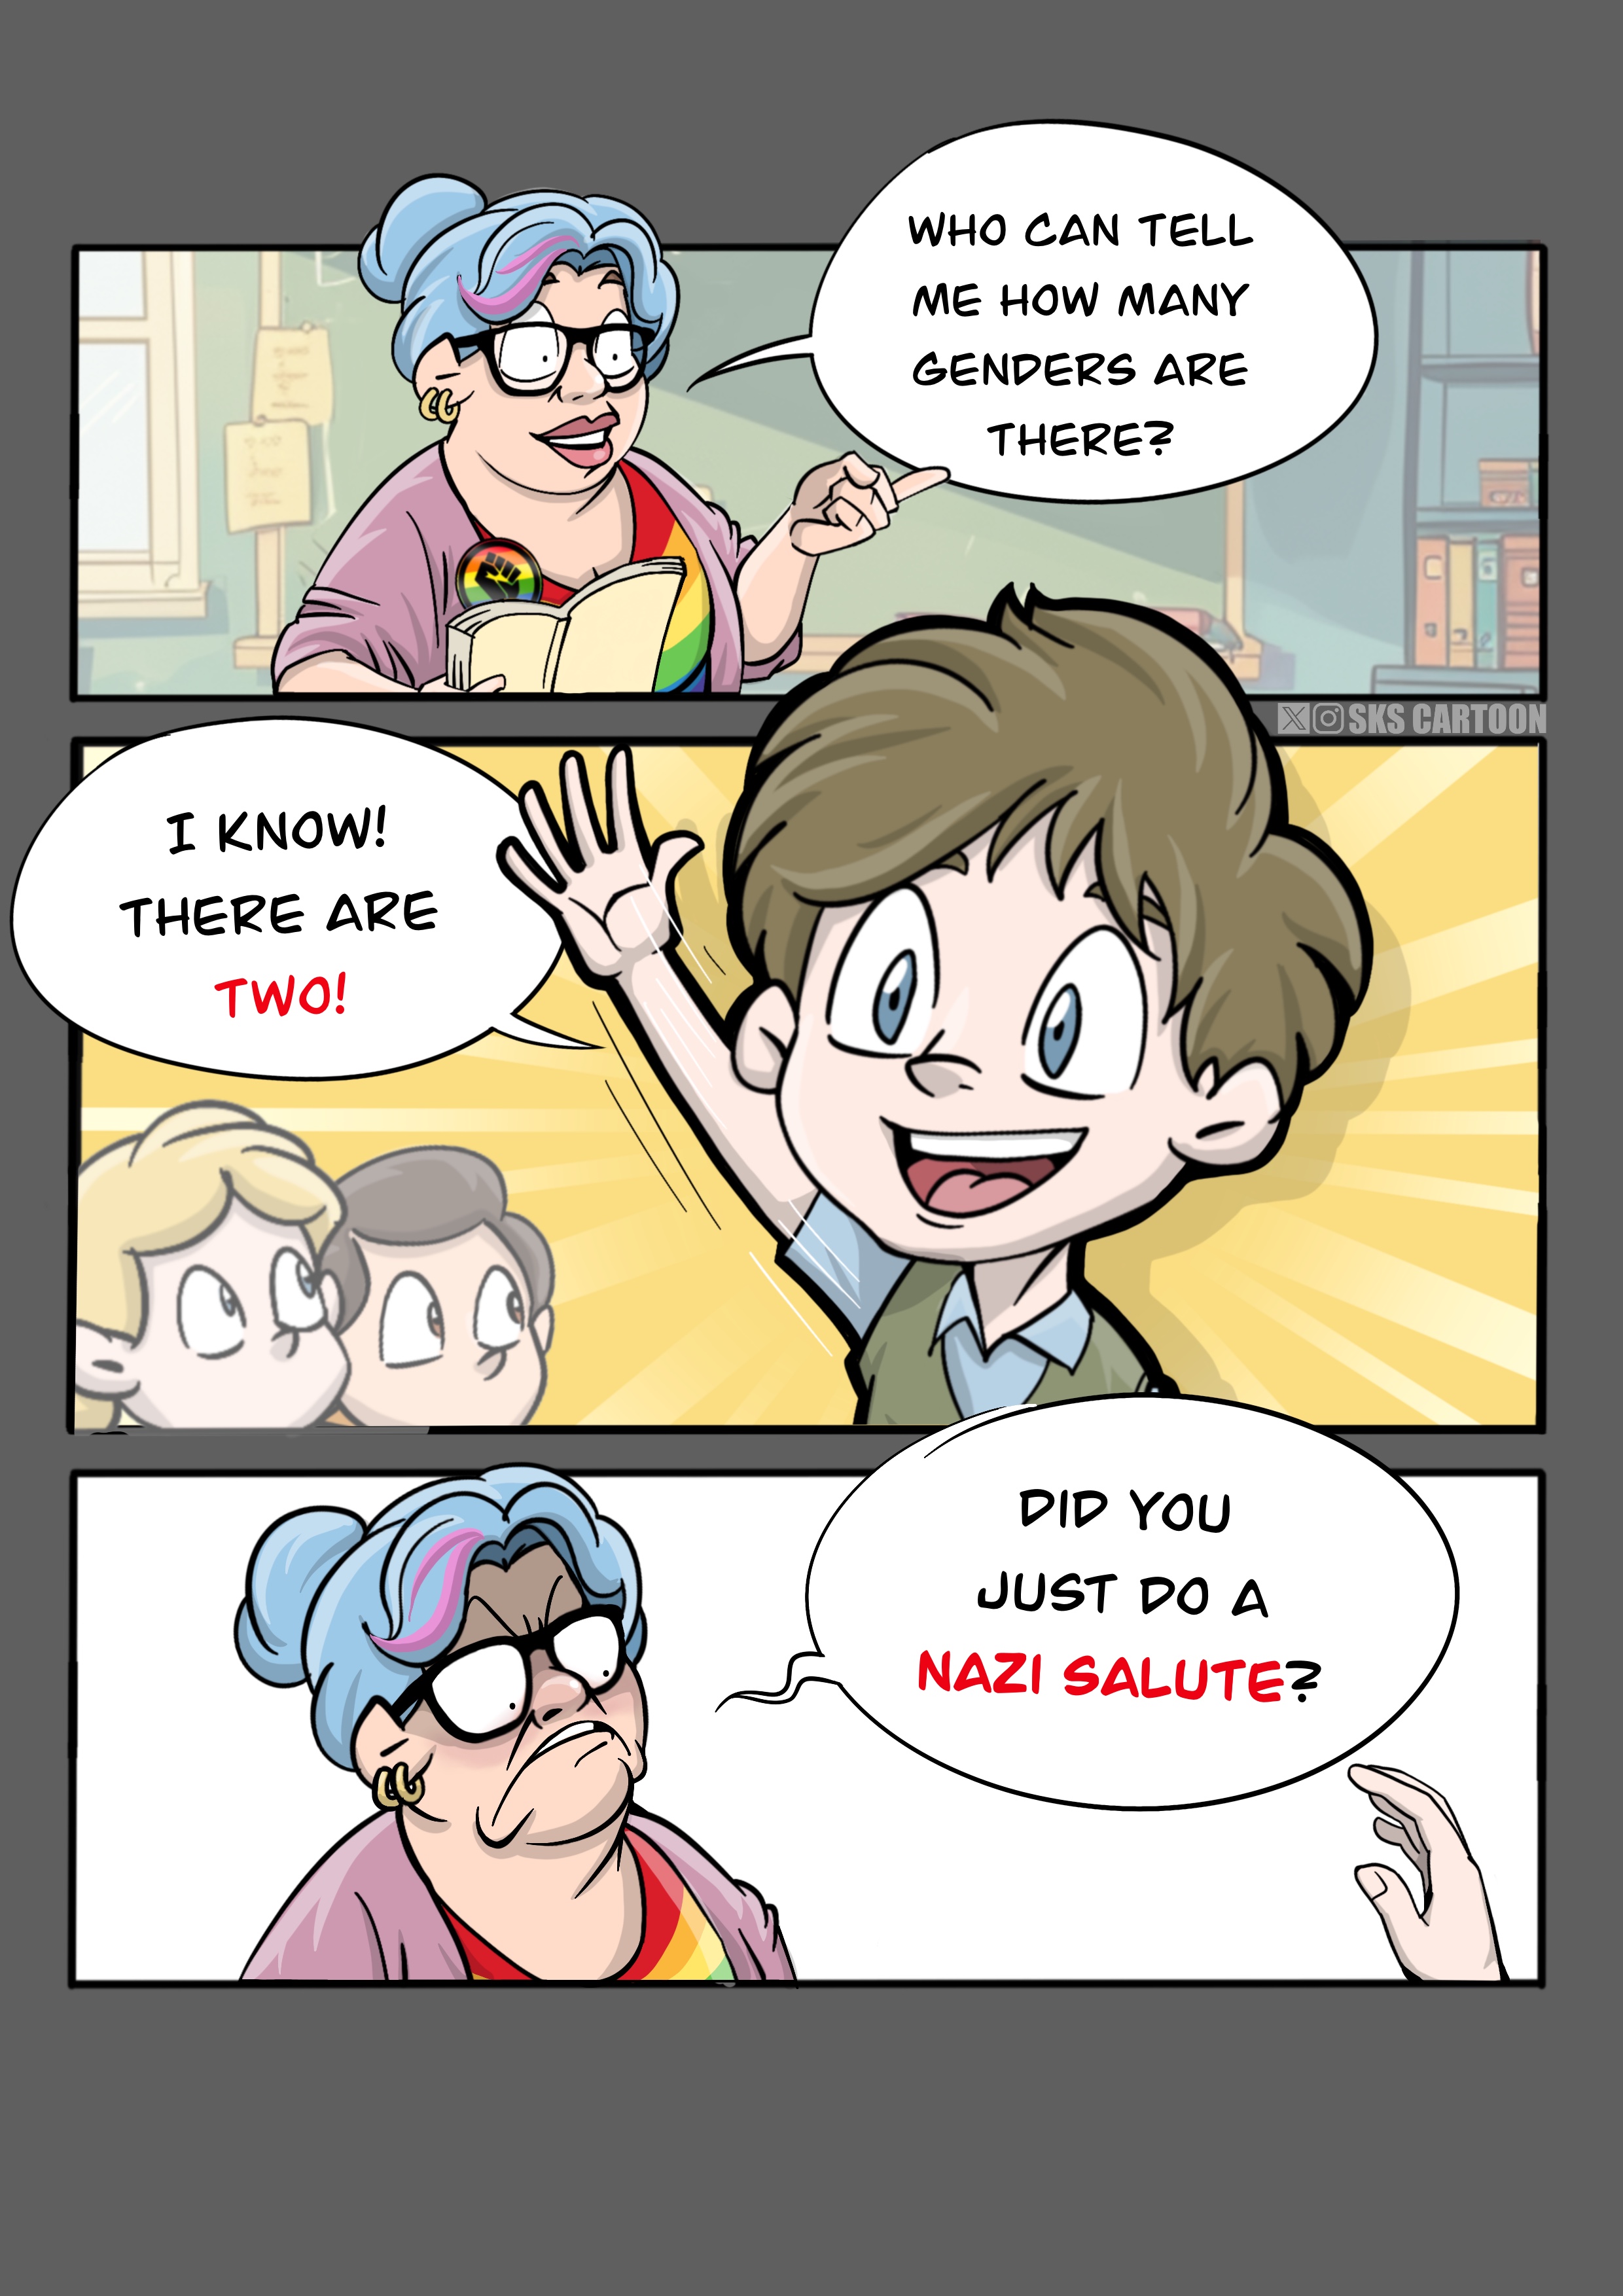 WHO CAN TELL
ME HOW MANY
GENDERS ARE
THERE?
SKS CARTOON
I KNOW!
THERE ARE
TWO!
DID YOU
JUST DO A
NAZI SALUTE?